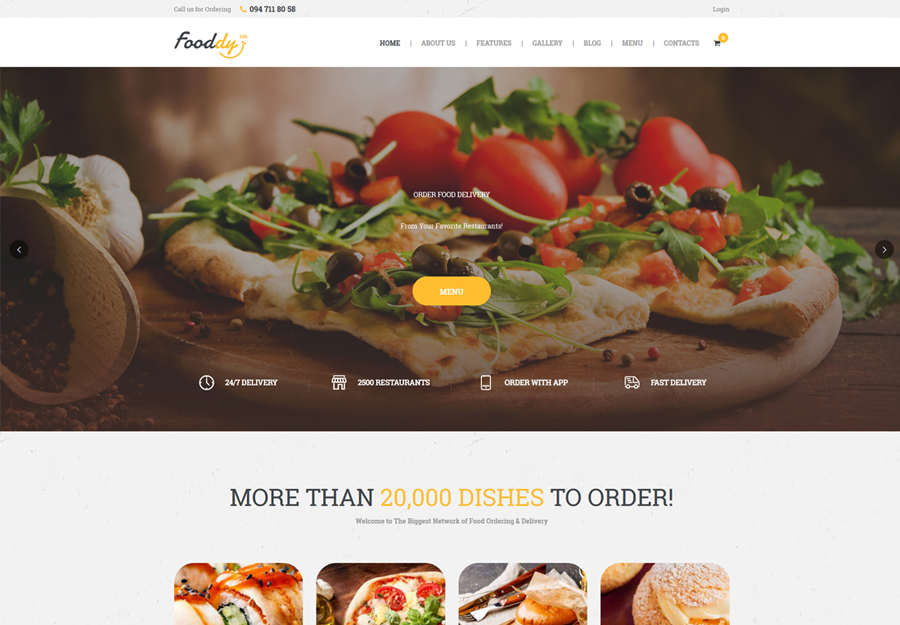 Call us for Ordering 094 711 80 58 Login
Fooddy
HOME | ABOUT US | FEATURES | GALLERY | BLOG | MENU | CONTACTS 0
ORDER FOOD DELIVERY
From Your Favorite Restaurants!
MENU
24/7 DELIVERY 2500 RESTAURANTS ORDER WITH APP FAST DELIVERY
MORE THAN 20,000 DISHES TO ORDER!
Welcome to The Biggest Network of Food Ordering & Delivery